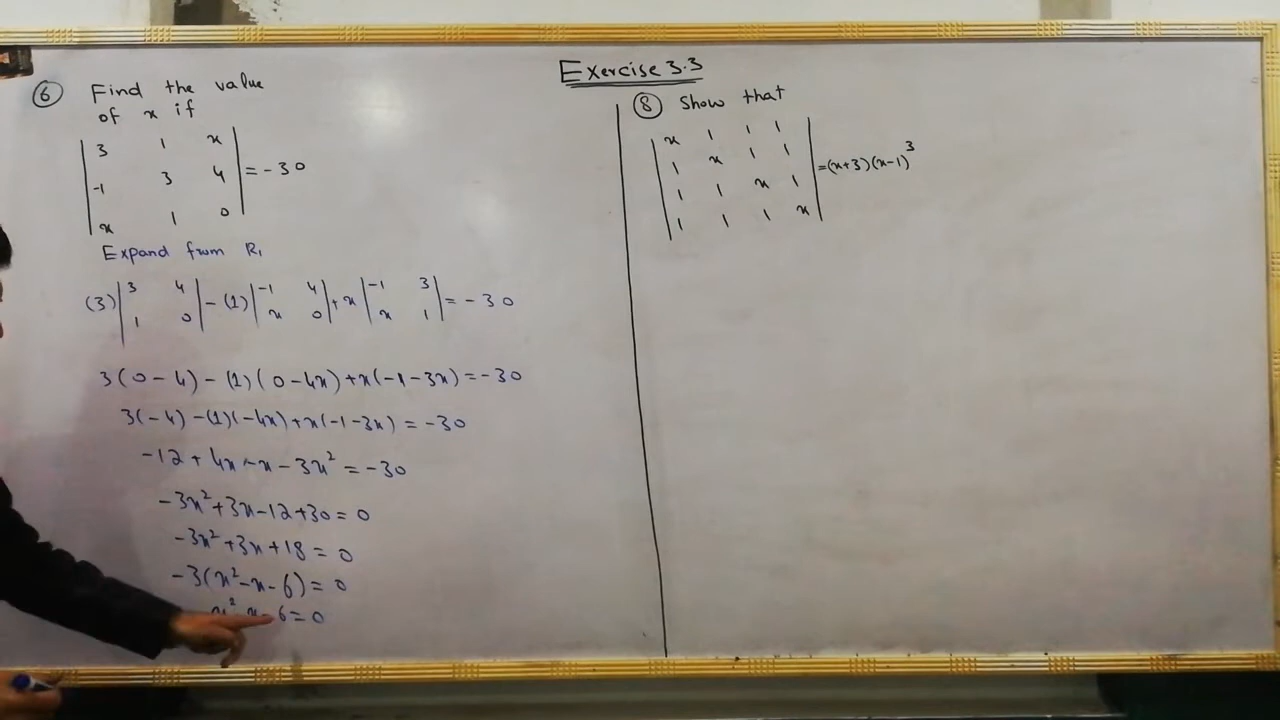 Exercise 3.3
⑥ Find the value
of x if
| 3 1 x |
| -1 3 4 | = -30
| x 1 0 |
Expand from R₁
(3) | 3 4 | - (1) | -1 4 | + x | -1 3 | = -30
| 1 0 | | x 0 | | x 1 |
3(0-4) - (1)(0-4x) + x(-1-3x) = -30
3(-4) - (1)(-4x) + x(-1-3x) = -30
-12 + 4x - x - 3x² = -30
-3x² + 3x - 12 + 30 = 0
-3x² + 3x + 18 = 0
-3(x² - x - 6) = 0
x² - x - 6 = 0
⑧ Show that
| x 1 1 1 |
| 1 x 1 1 | = (x+3)(x-1)³
| 1 1 x 1 |
| 1 1 1 x |